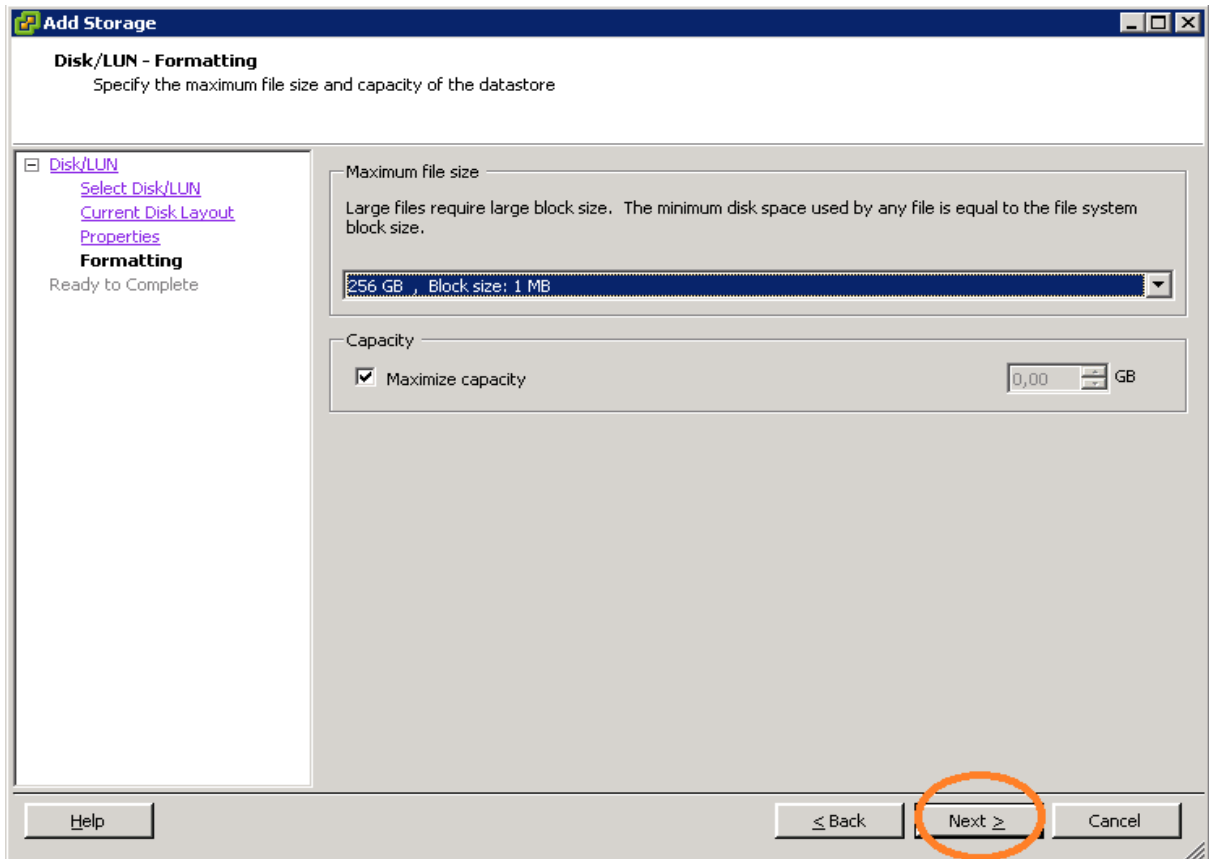 Add Storage
Disk/LUN - Formatting
Specify the maximum file size and capacity of the datastore
Disk/LUN
Select Disk/LUN
Current Disk Layout
Properties
Formatting
Ready to Complete
Maximum file size
Large files require large block size.  The minimum disk space used by any file is equal to the file system
block size.
256 GB , Block size: 1 MB
Capacity
Maximize capacity
0,00 GB
Help
< Back
Next >
Cancel